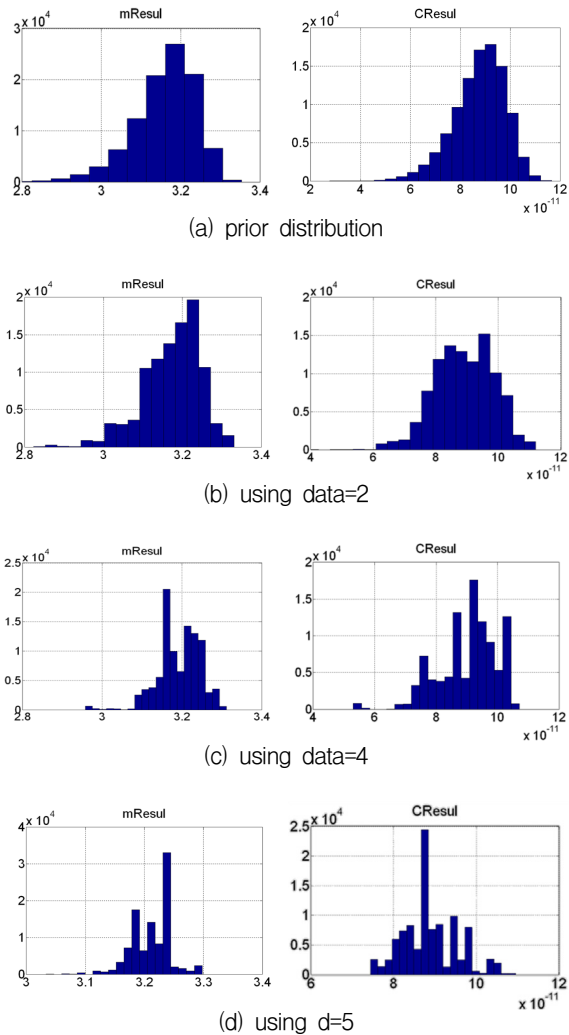 mResul CResul
x 10^4 x 10^4
3 2 1 0
2.8 3 3.2 3.4
2 1.5 1 0.5 0
2 4 6 8 10 12
x 10^-11
(a) prior distribution
mResul CResul
x 10^4 x 10^4
2 1.5 1 0.5 0
2.8 3 3.2 3.4
2 1.5 1 0.5 0
4 6 8 10 12
x 10^-11
(b) using data=2
mResul CResul
x 10^4 x 10^4
2.5 2 1.5 1 0.5 0
2.8 3 3.2 3.4
2 1.5 1 0.5 0
4 6 8 10 12
x 10^-11
(c) using data=4
mResul CResul
x 10^4 x 10^4
4 3 2 1 0
3 3.1 3.2 3.3 3.4
2.5 2 1.5 1 0.5 0
6 8 10 12
x 10^-11
(d) using d=5